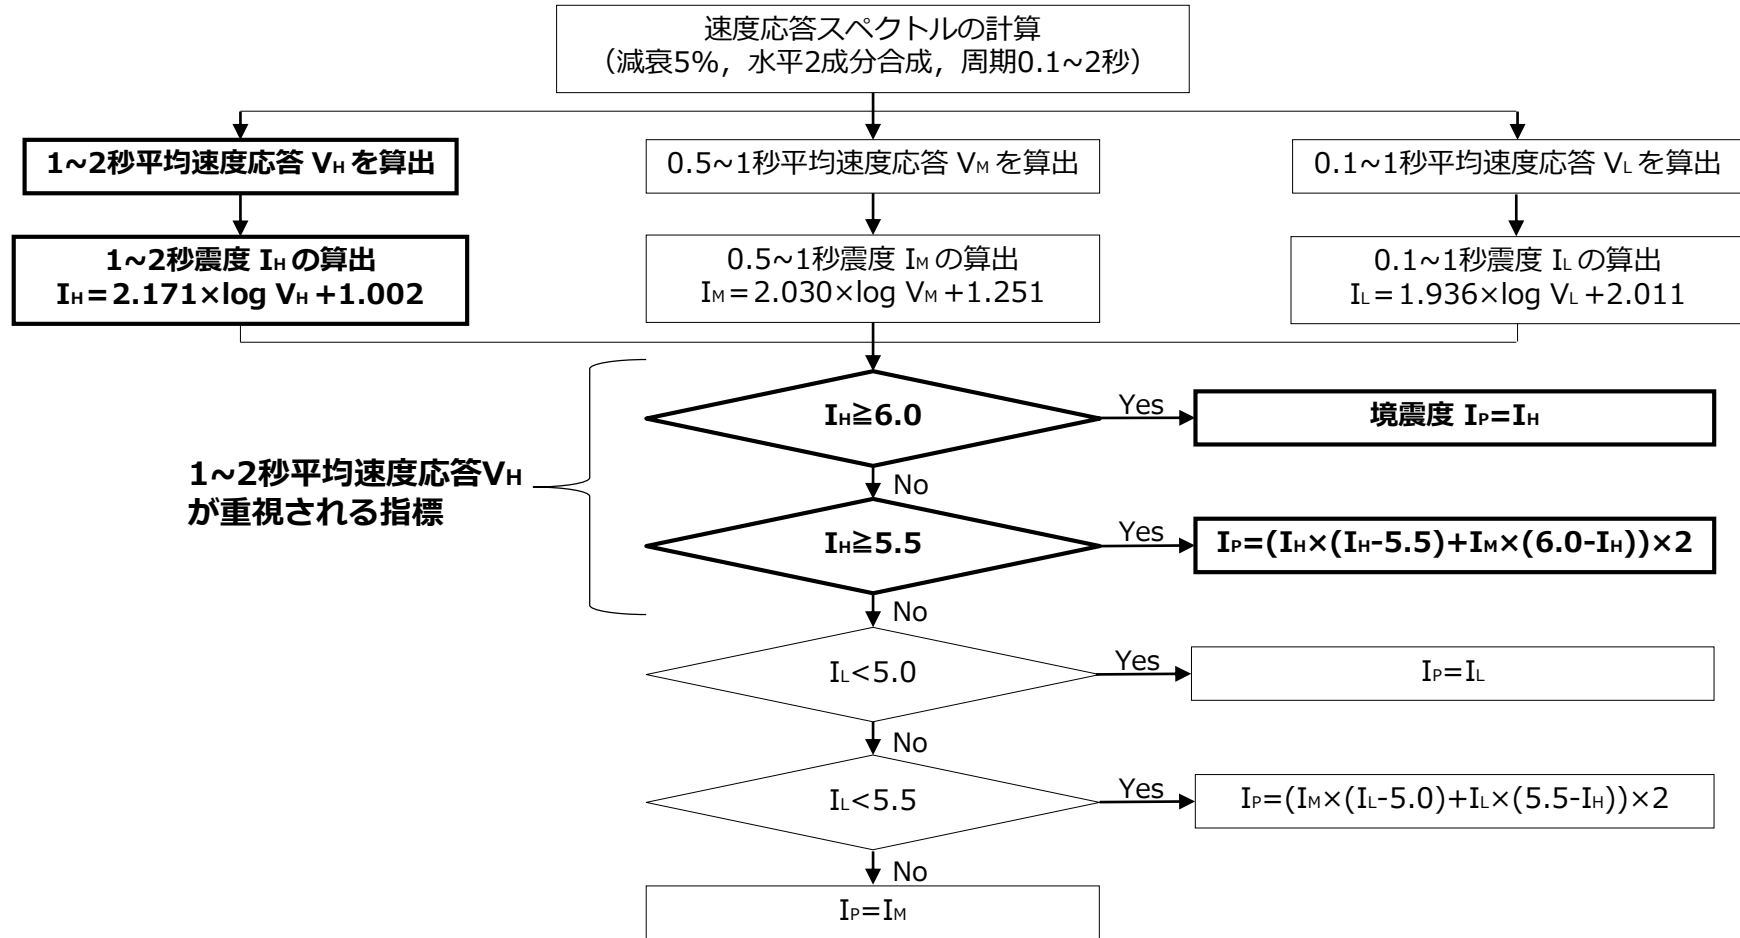 速度応答スペクトルの計算
(減衰5%，水平2成分合成，周期0.1~2秒)
1~2秒平均速度応答 VH を算出
0.5~1秒平均速度応答 VM を算出
0.1~1秒平均速度応答 VL を算出
1~2秒震度 IH の算出
IH=2.171×log VH+1.002
0.5~1秒震度 IM の算出
IM=2.030×log VM+1.251
0.1~1秒震度 IL の算出
IL=1.936×log VL+2.011
IH≧6.0
Yes
境震度 IP=IH
No
1~2秒平均速度応答VH
が重視される指標
IH≧5.5
Yes
IP=(IH×(IH-5.5)+IM×(6.0-IH))×2
No
IL<5.0
Yes
IP=IL
No
IL<5.5
Yes
IP=(IM×(IL-5.0)+IL×(5.5-IH))×2
No
IP=IM